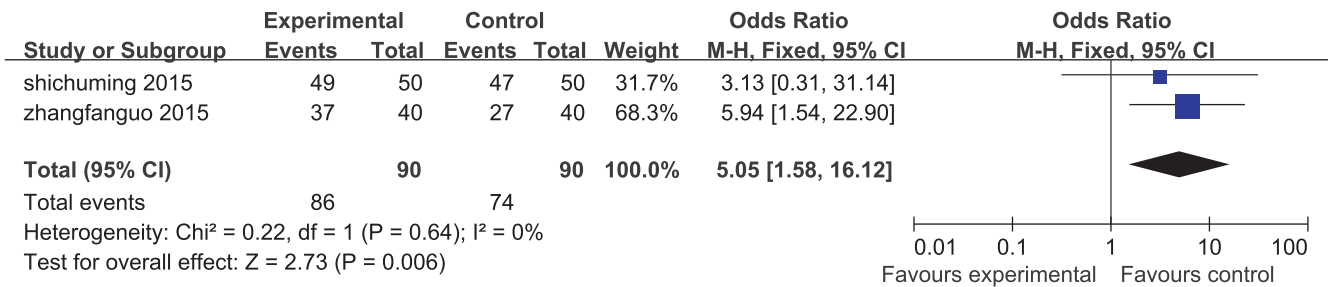 Experimental Control Odds Ratio Odds Ratio
Study or Subgroup Events Total Events Total Weight M-H, Fixed, 95% CI M-H, Fixed, 95% CI
shichuming 2015 49 50 47 50 31.7% 3.13 [0.31, 31.14]
zhangfanguo 2015 37 40 27 40 68.3% 5.94 [1.54, 22.90]
Total (95% CI) 90 90 100.0% 5.05 [1.58, 16.12]
Total events 86 74
Heterogeneity: Chi² = 0.22, df = 1 (P = 0.64); I² = 0%
Test for overall effect: Z = 2.73 (P = 0.006)
0.01 0.1 1 10 100
Favours experimental Favours control